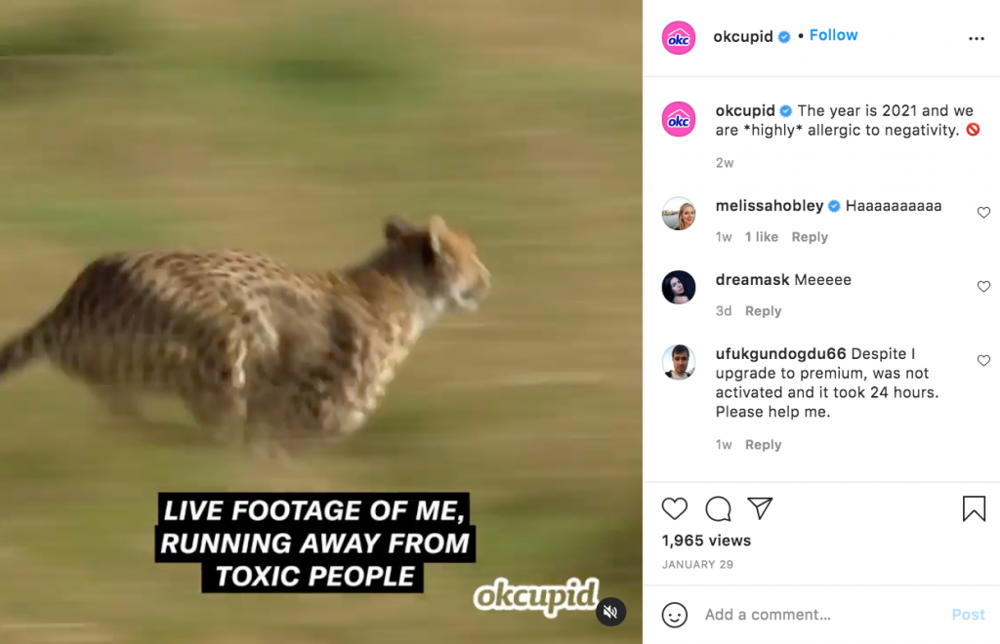 LIVE FOOTAGE OF ME,
RUNNING AWAY FROM
TOXIC PEOPLE
okcupid
okc
okcupid • Follow
okc
okcupid The year is 2021 and we
are *highly* allergic to negativity. 🚫
2w
melissahobley Haaaaaaaaaa
1w 1 like Reply
dreamask Meeeee
3d Reply
ufukgundogdu66 Despite I
upgrade to premium, was not
activated and it took 24 hours.
Please help me.
1w Reply
1,965 views
JANUARY 29
Add a comment...
Post